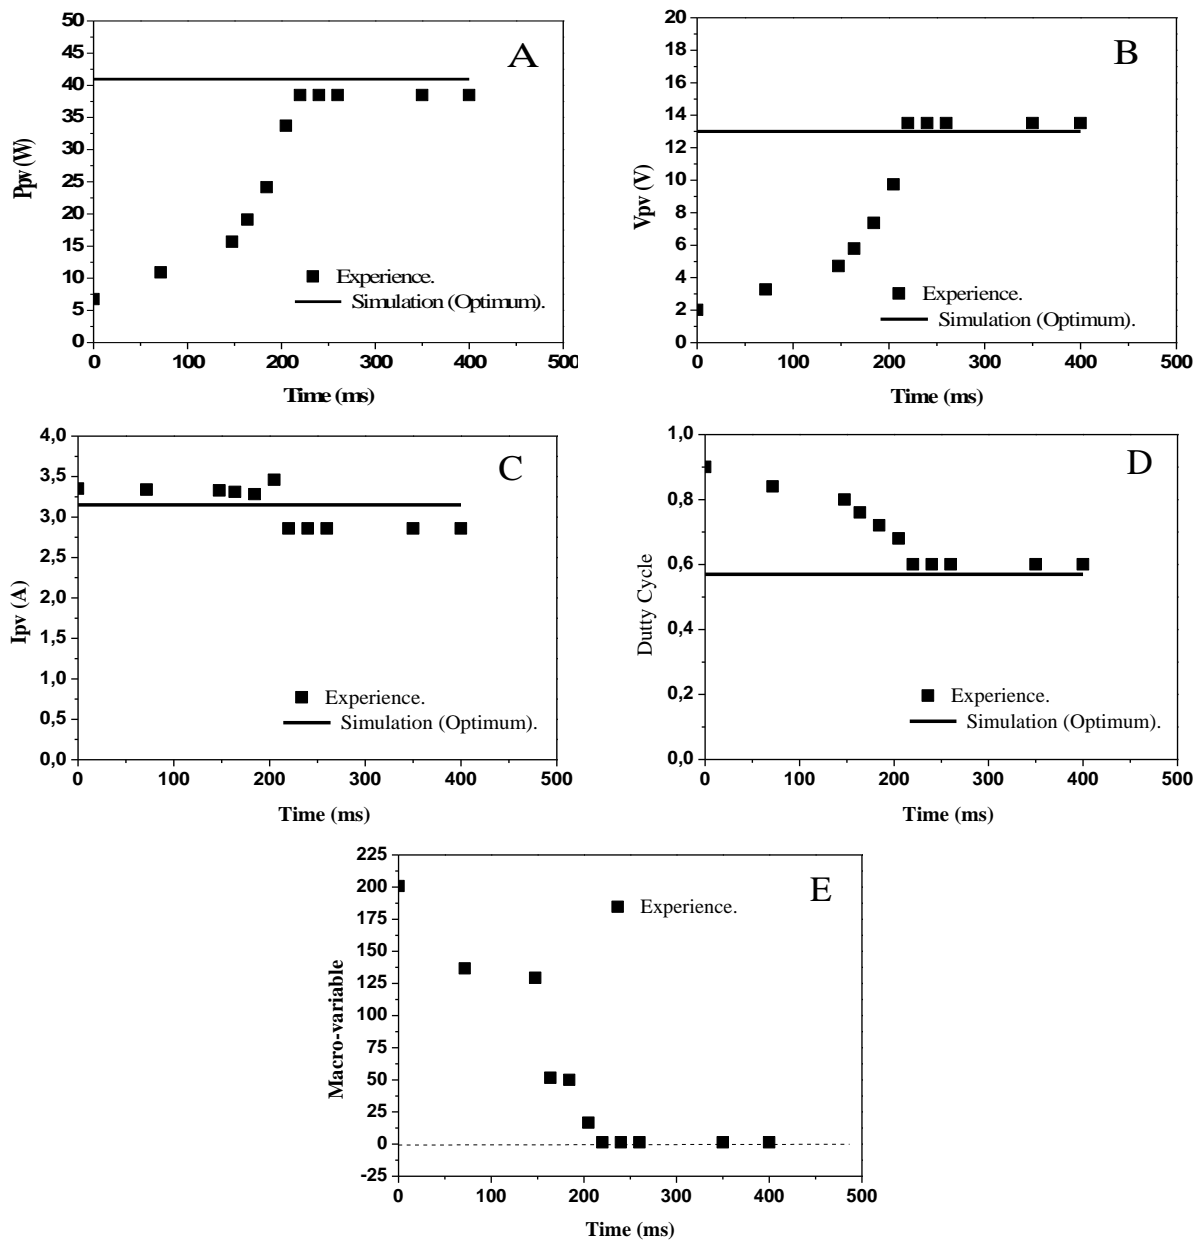 A
Ppv (W)
50
45
40
35
30
25
20
15
10
5
0
Experience.
Simulation (Optimum).
0 100 200 300 400 500
Time (ms)
B
Vpv (V)
20
18
16
14
12
10
8
6
4
2
0
Experience.
Simulation (Optimum).
0 100 200 300 400 500
Time (ms)
C
Ipv (A)
4,0
3,5
3,0
2,5
2,0
1,5
1,0
0,5
0,0
Experience.
Simulation (Optimum).
0 100 200 300 400 500
Time (ms)
D
Dutty Cycle
1,0
0,8
0,6
0,4
0,2
0,0
Experience.
Simulation (Optimum).
0 100 200 300 400 500
Time (ms)
E
Macro-variable
225
200
175
150
125
100
75
50
25
0
-25
Experience.
0 100 200 300 400 500
Time (ms)